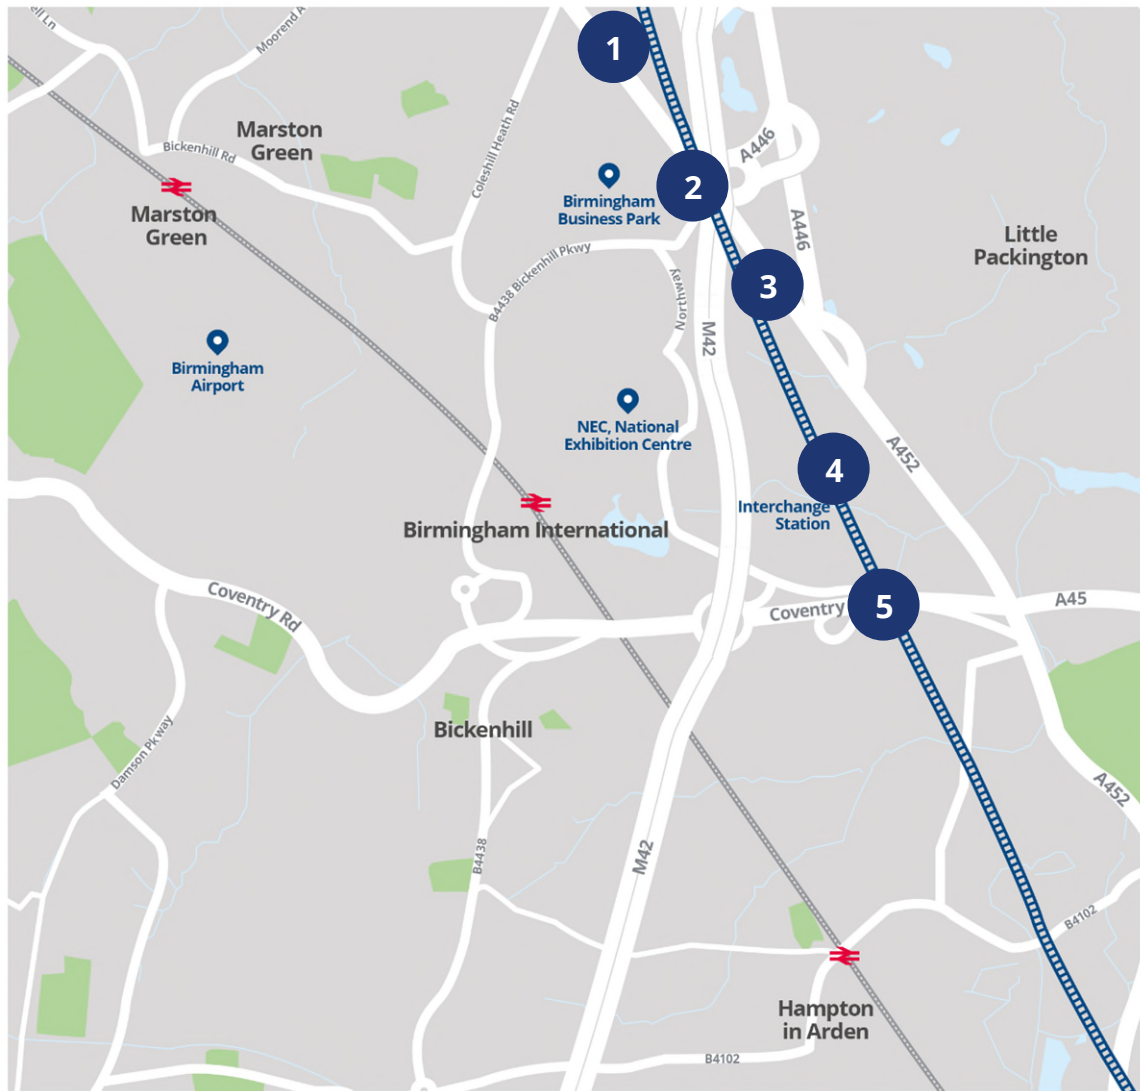 ell Ln
Moorend A
1
Marston
Green
Bickenhill Rd
Coleshill Heath Rd
A446
2
Birmingham
Business Park
Marston
Green
A446
Little
Packington
B4438 Bickenhill Pkwy
N Northway
3
M42
Birmingham
Airport
NEC, National
Exhibition Centre
A452
4
Interchange
Station
Birmingham International
Coventry Rd
Coventry
5
A45
Bickenhill
Damson Pkway
A452
B4438
M42
B4102
Hampton
in Arden
B4102